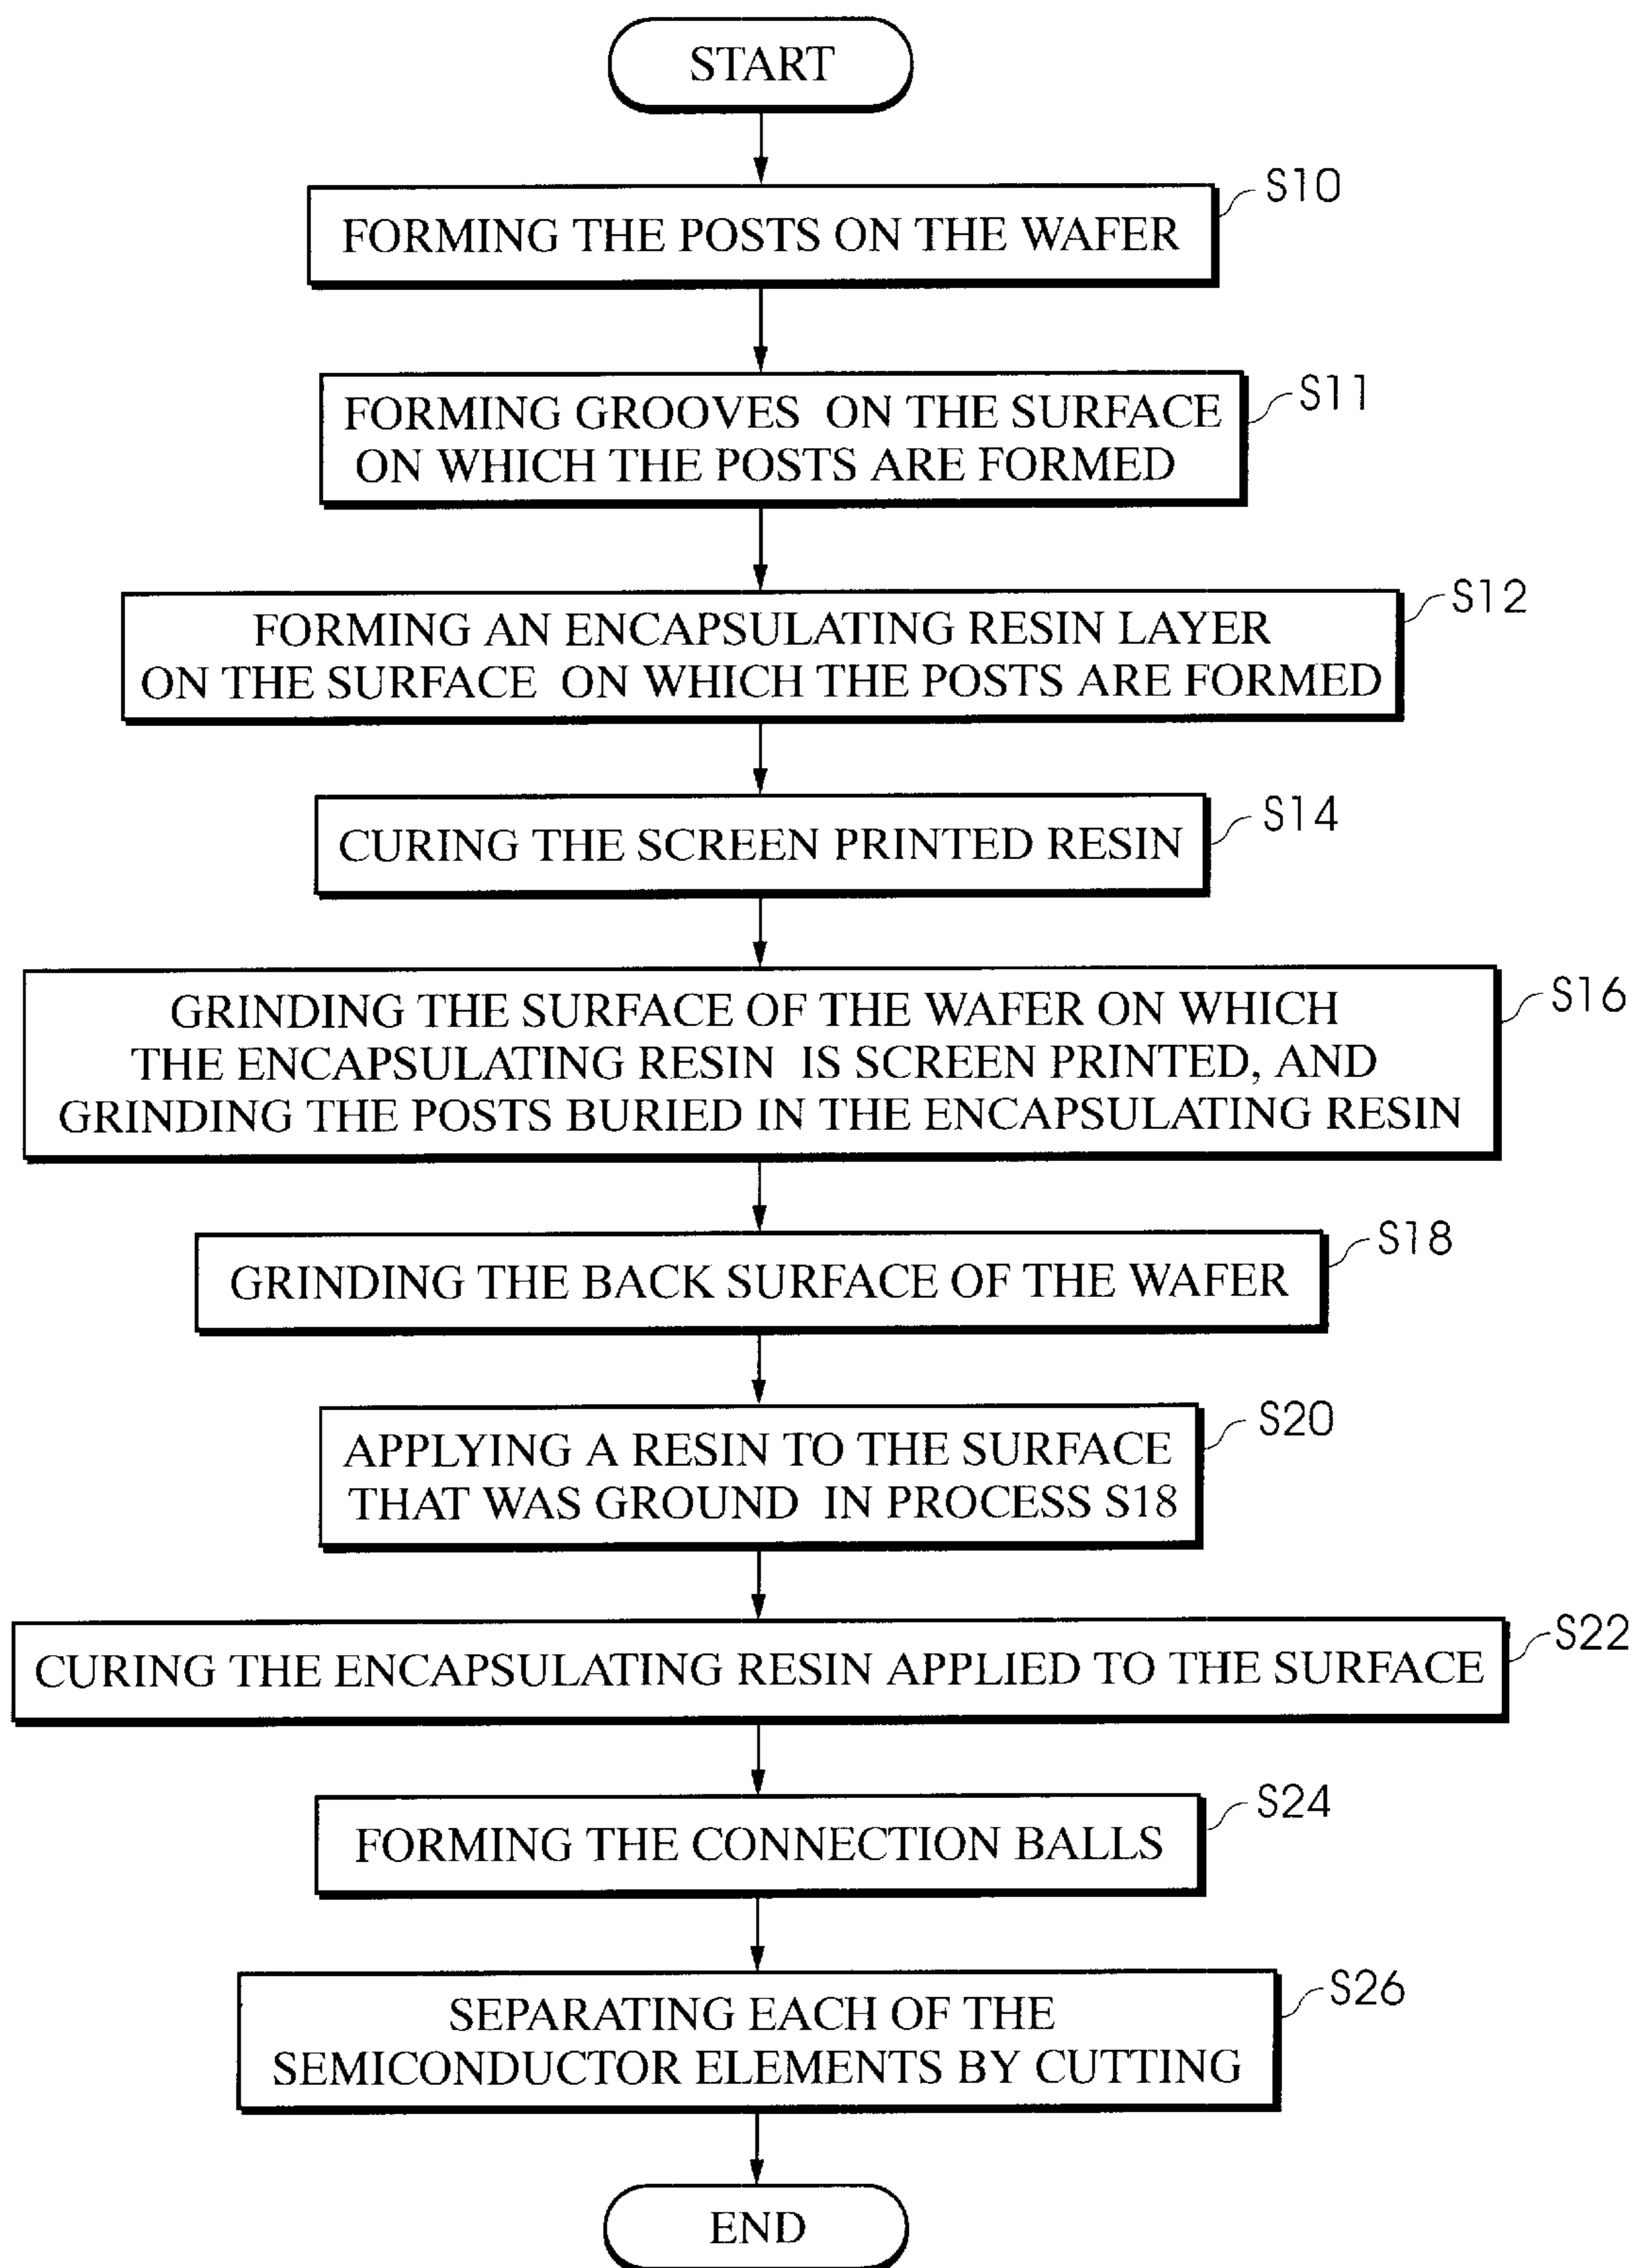 START
S10
FORMING THE POSTS ON THE WAFER
S11
FORMING GROOVES ON THE SURFACE
ON WHICH THE POSTS ARE FORMED
S12
FORMING AN ENCAPSULATING RESIN LAYER
ON THE SURFACE ON WHICH THE POSTS ARE FORMED
S14
CURING THE SCREEN PRINTED RESIN
S16
GRINDING THE SURFACE OF THE WAFER ON WHICH
THE ENCAPSULATING RESIN IS SCREEN PRINTED, AND
GRINDING THE POSTS BURIED IN THE ENCAPSULATING RESIN
S18
GRINDING THE BACK SURFACE OF THE WAFER
S20
APPLYING A RESIN TO THE SURFACE
THAT WAS GROUND IN PROCESS S18
S22
CURING THE ENCAPSULATING RESIN APPLIED TO THE SURFACE
S24
FORMING THE CONNECTION BALLS
S26
SEPARATING EACH OF THE
SEMICONDUCTOR ELEMENTS BY CUTTING
END